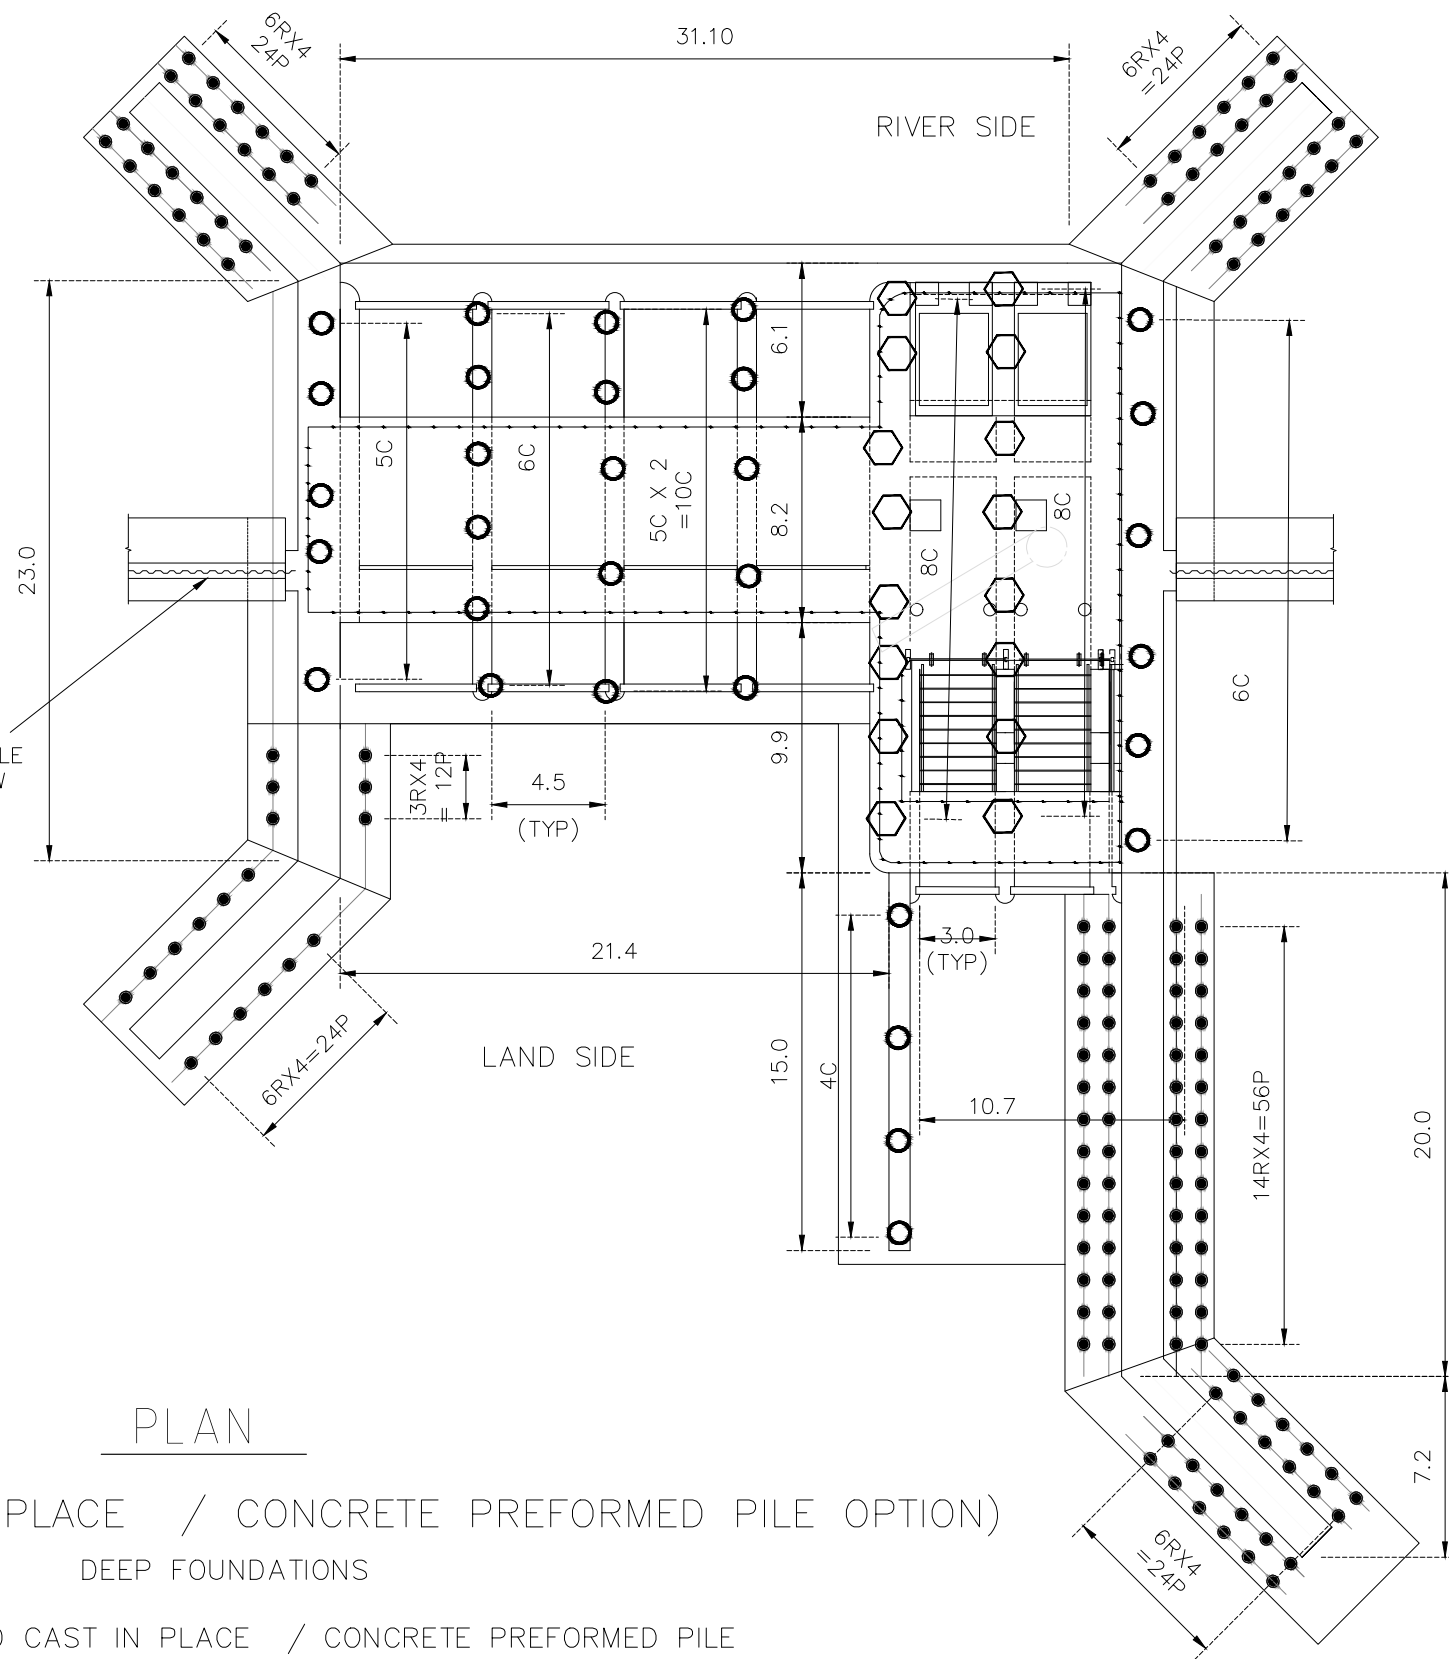 6RX4
24P
31.10
6RX4
=24P
RIVER SIDE
6.1
5C
6C
5C X 2
=10C
8.2
8C
8C
23.0
6C
LE
9.9
3RX4
= 12P
4.5
(TYP)
3.0
(TYP)
21.4
6RX4=24P
LAND SIDE
15.0
4C
10.7
14RX4=56P
20.0
7.2
6RX4
=24P
PLAN
PLACE / CONCRETE PREFORMED PILE OPTION)
DEEP FOUNDATIONS
CAST IN PLACE / CONCRETE PREFORMED PILE